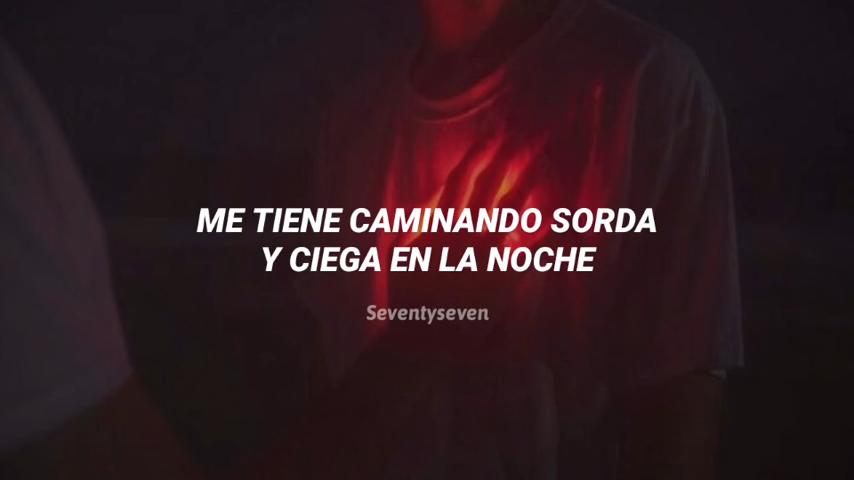 ME TIENE CAMINANDO SORDA
Y CIEGA EN LA NOCHE
Seventyseven